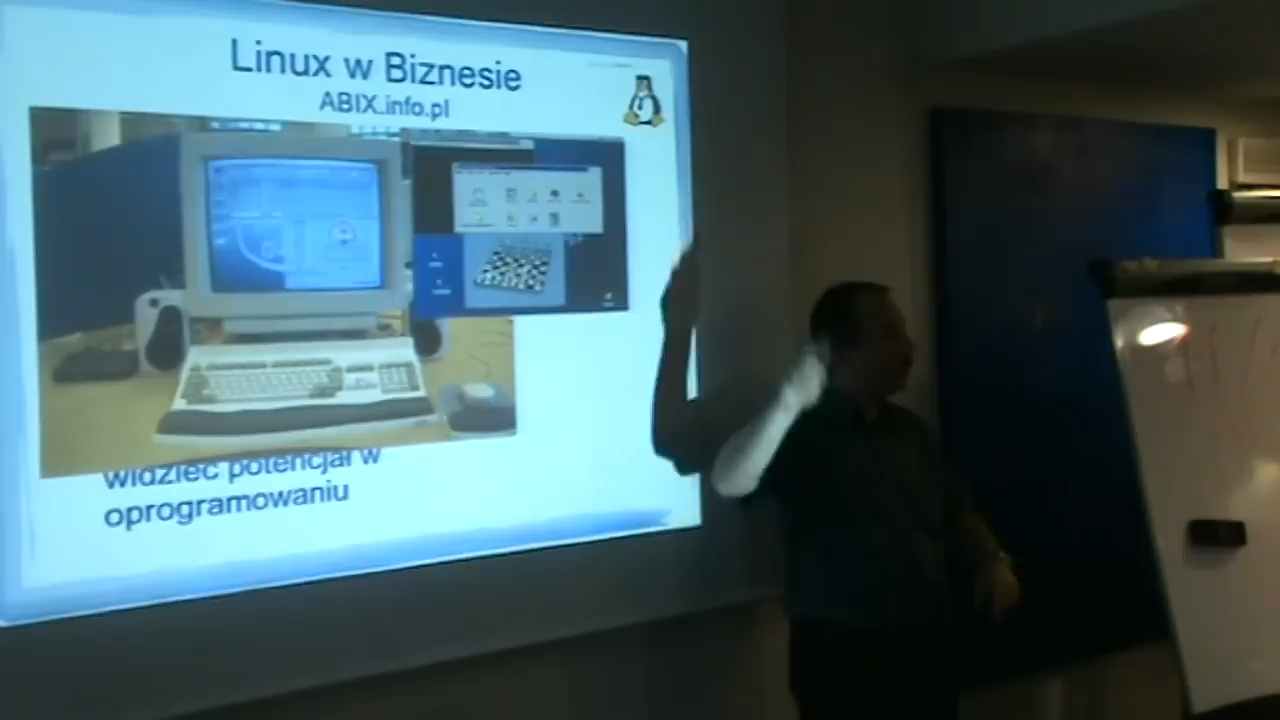 Linux w Biznesie
ABIX.info.pl
widzieć potencjał w
oprogramowaniu